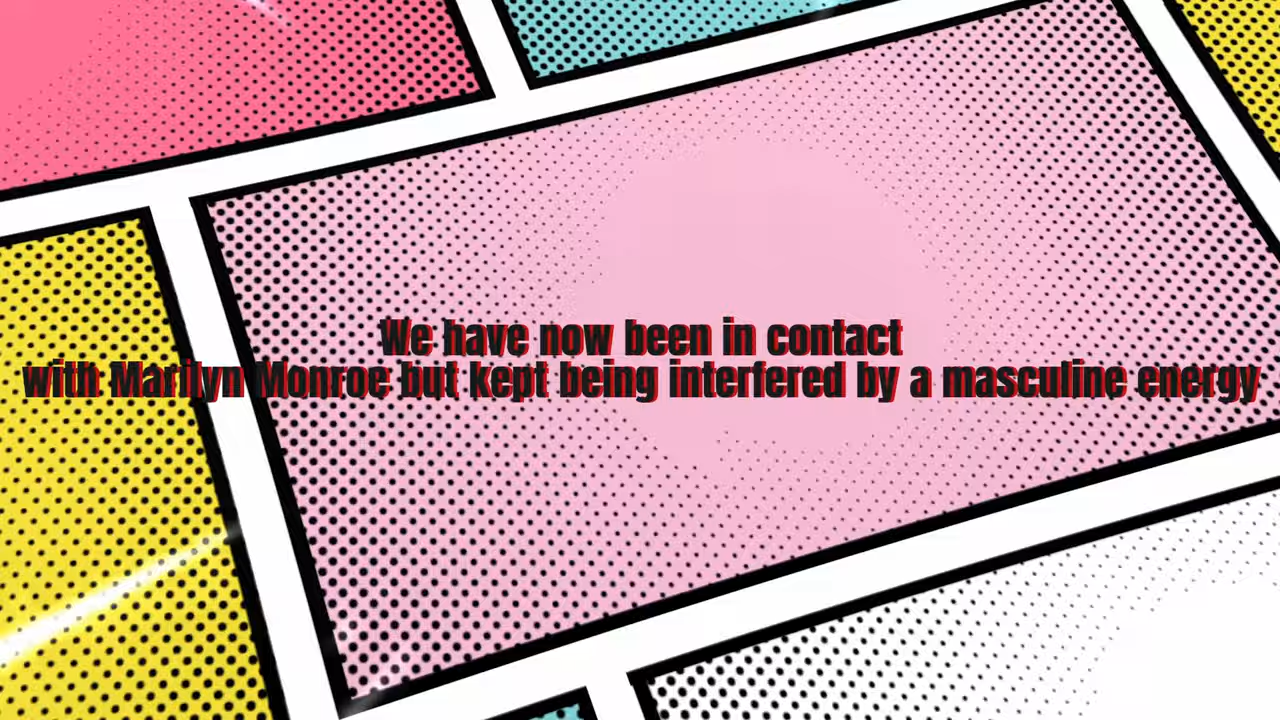 We have now been in contact
with Marilyn Monroe but kept being interfered by a masculine energy